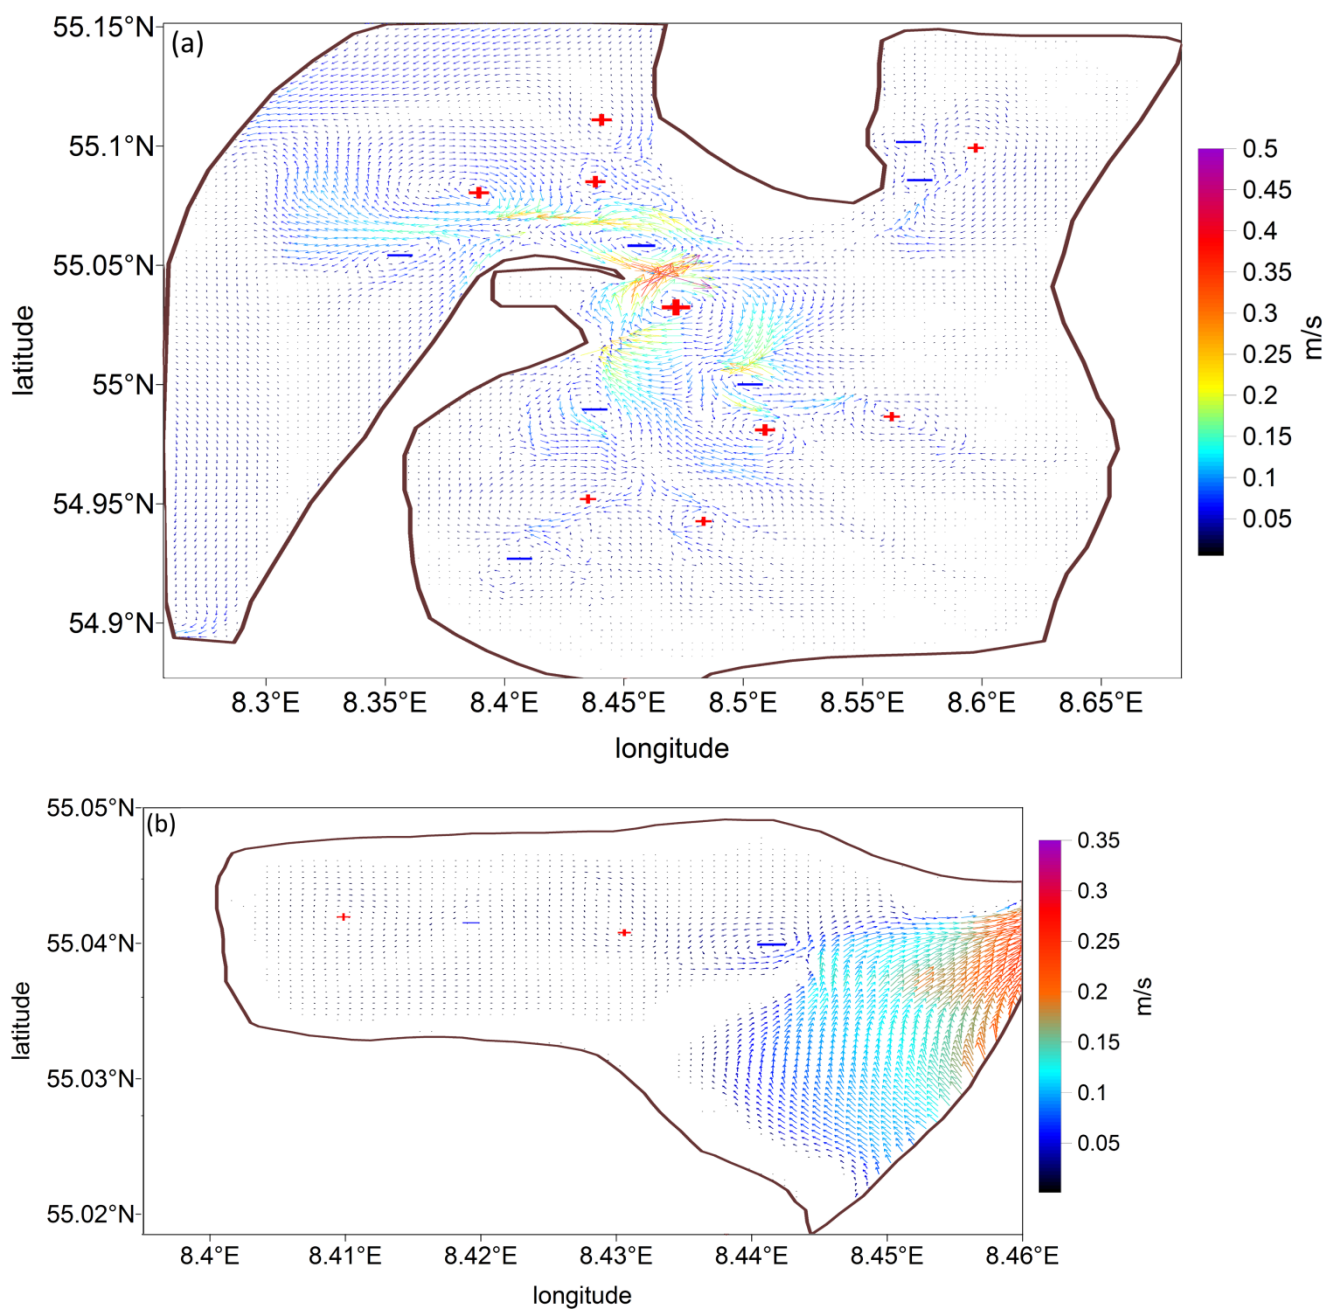 (a)
55.15°N
55.1°N
55.05°N
55°N
54.95°N
54.9°N
latitude
8.3°E 8.35°E 8.4°E 8.45°E 8.5°E 8.55°E 8.6°E 8.65°E
longitude
0.5
0.45
0.4
0.35
0.3
0.25
0.2
0.15
0.1
0.05
m/s
(b)
55.05°N
55.04°N
55.03°N
55.02°N
latitude
8.4°E 8.41°E 8.42°E 8.43°E 8.44°E 8.45°E 8.46°E
longitude
0.35
0.3
0.25
0.2
0.15
0.1
0.05
m/s